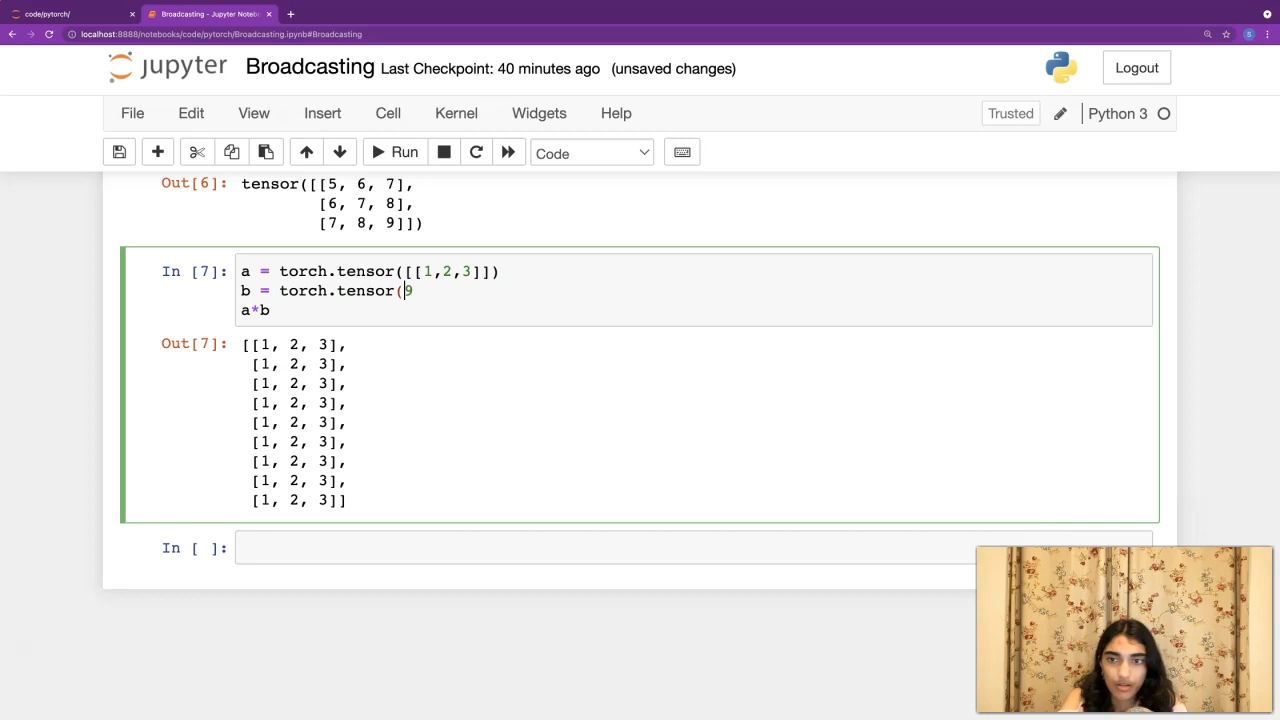 code/pytorch/
Broadcasting - Jupyter Noteb
localhost:8888/notebooks/code/pytorch/Broadcasting.ipynb#Broadcasting
S
jupyter Broadcasting Last Checkpoint: 40 minutes ago (unsaved changes) Logout
File Edit View Insert Cell Kernel Widgets Help Trusted Python 3
Run Code
Out[6]: tensor([[5, 6, 7],
[6, 7, 8],
[7, 8, 9]])
In [7]: a = torch.tensor([[1,2,3]])
b = torch.tensor(9
a*b
Out[7]: [[1, 2, 3],
[1, 2, 3],
[1, 2, 3],
[1, 2, 3],
[1, 2, 3],
[1, 2, 3],
[1, 2, 3],
[1, 2, 3],
[1, 2, 3]]
In [ ]: